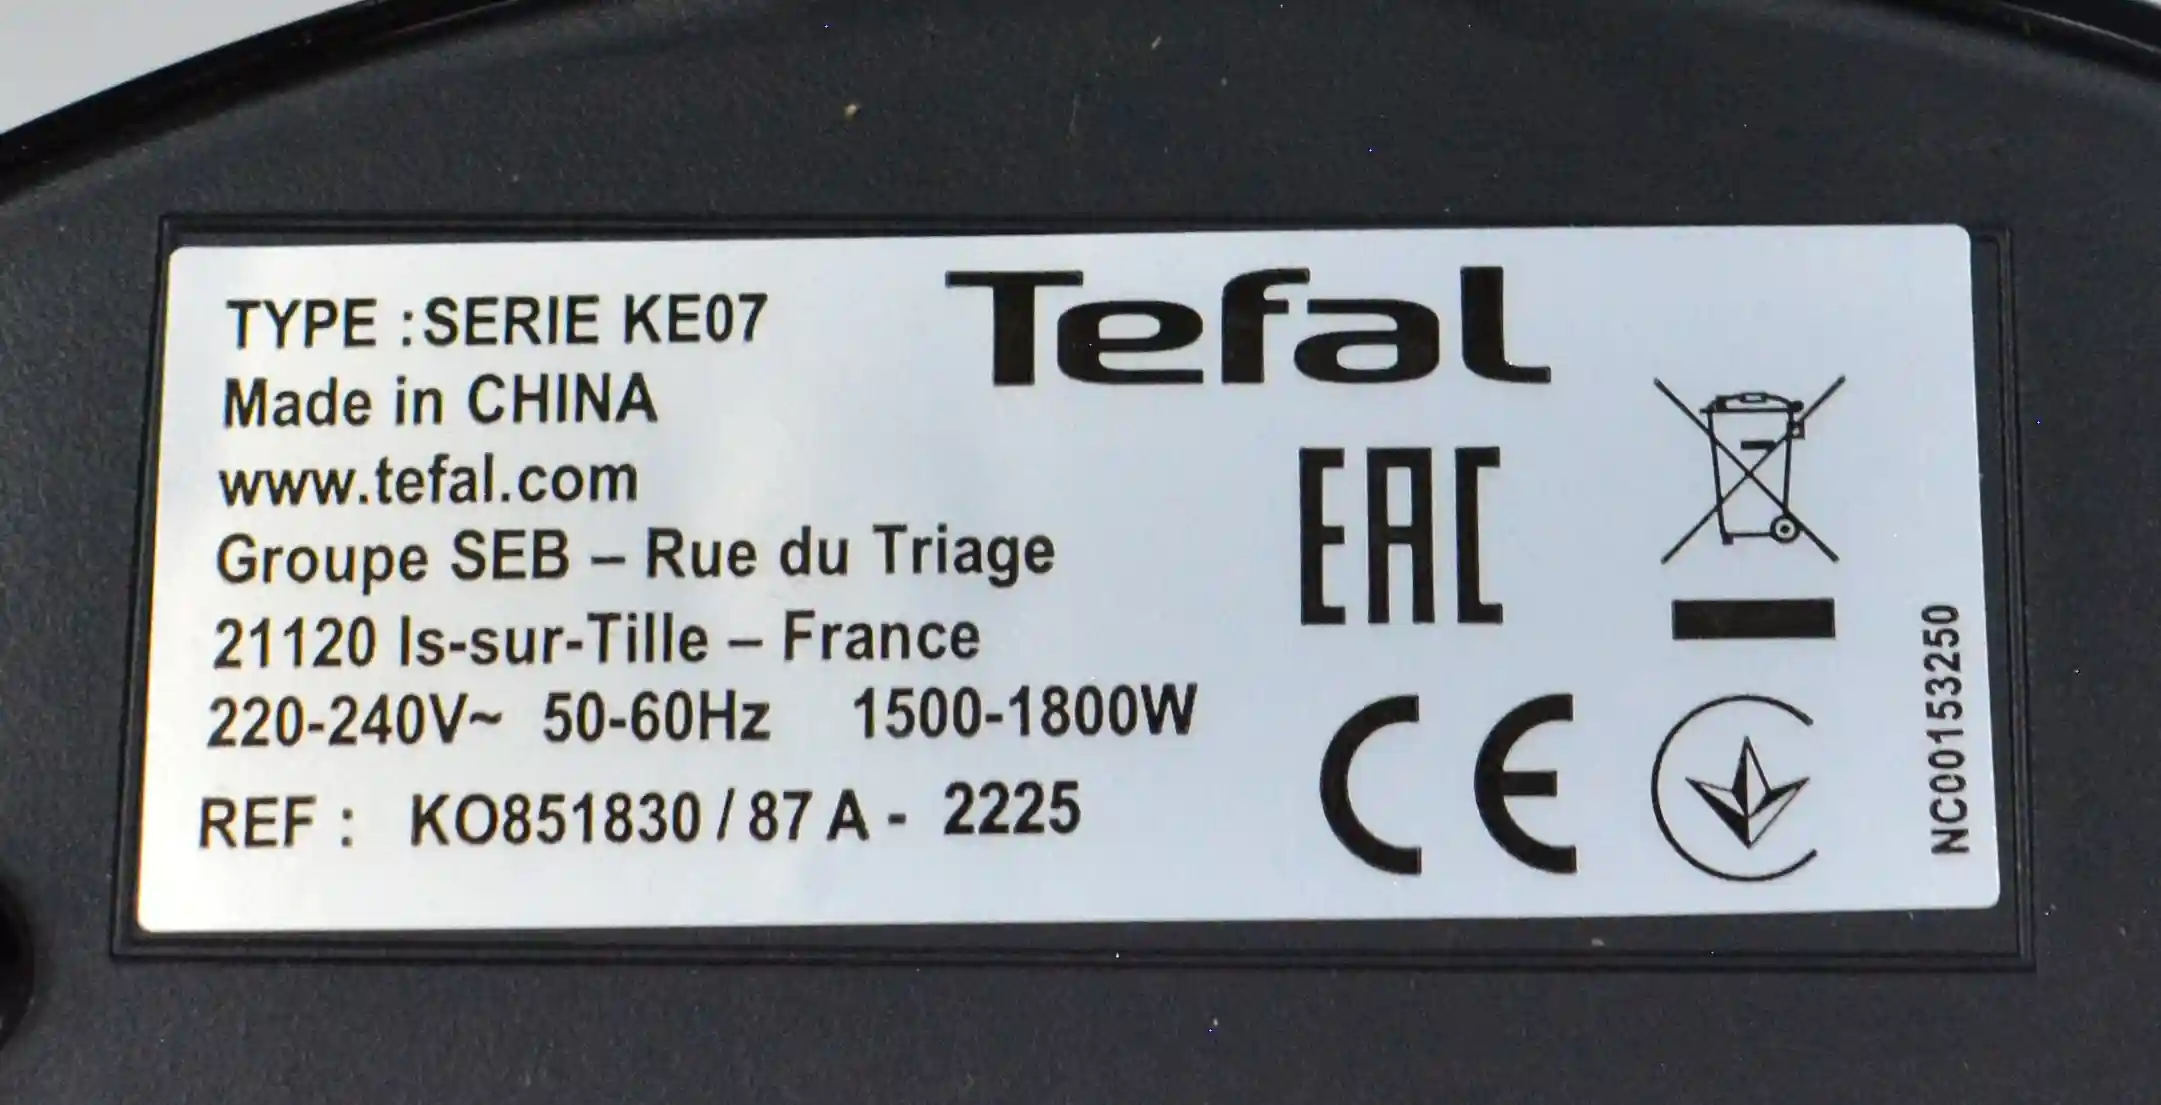 TYPE :SERIE KE07
Tefal
Made in CHINA
www.tefal.com
Groupe SEB – Rue du Triage
21120 Is-sur-Tille – France
220-240V~ 50-60Hz 1500-1800W
REF : KO851830 / 87 A - 2225
EAC
CE
NC00153250